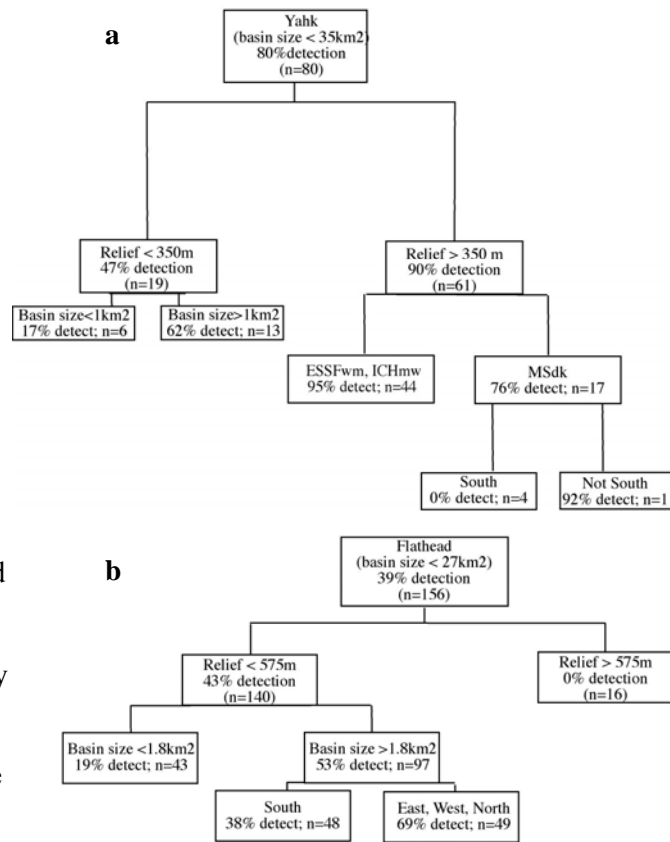 a
Yahk
(basin size < 35km2)
80%detection
(n=80)
Relief < 350m
47% detection
(n=19)
Relief > 350 m
90% detection
(n=61)
Basin size<1km2
17% detect; n=6
Basin size>1km2
62% detect; n=13
ESSFwm, ICHmw
95% detect; n=44
MSdk
76% detect; n=17
South
0% detect; n=4
Not South
92% detect; n=1
b
Flathead
(basin size < 27km2)
39% detection
(n=156)
Relief < 575m
43% detection
(n=140)
Relief > 575m
0% detection
(n=16)
Basin size <1.8km2
19% detect; n=43
Basin size >1.8km2
53% detect; n=97
South
38% detect; n=48
East, West, North
69% detect; n=49
d
y
e